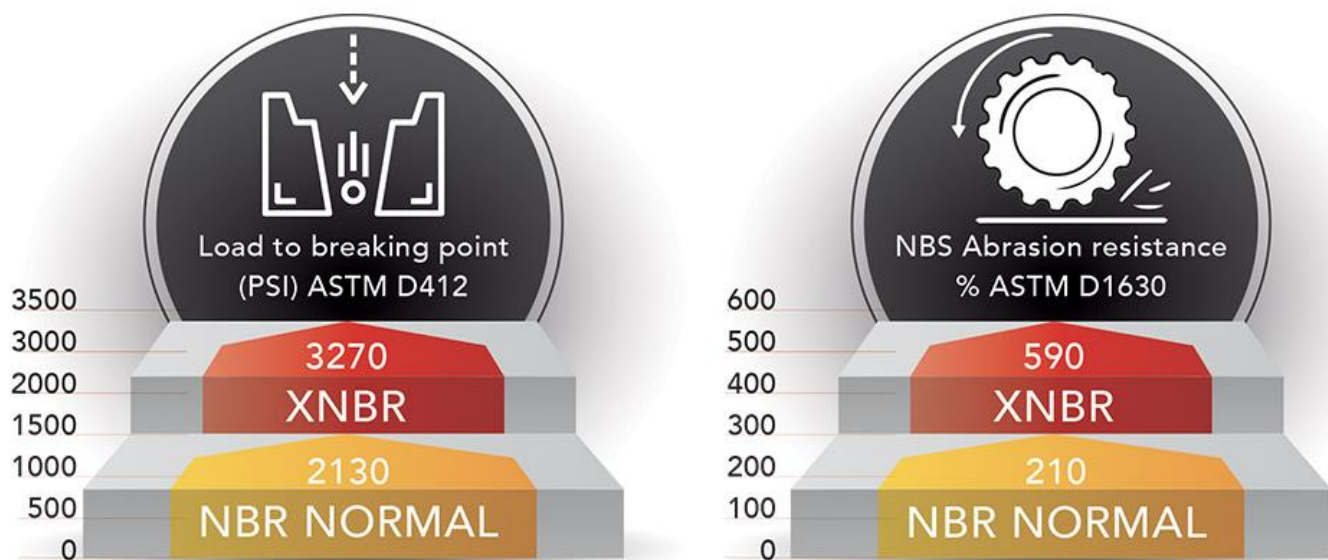 Load to breaking point
(PSI) ASTM D412
3500
3000
2000
1500
1000
500
0
3270
XNBR
2130
NBR NORMAL
NBS Abrasion resistance
% ASTM D1630
600
500
400
300
200
100
0
590
XNBR
210
NBR NORMAL